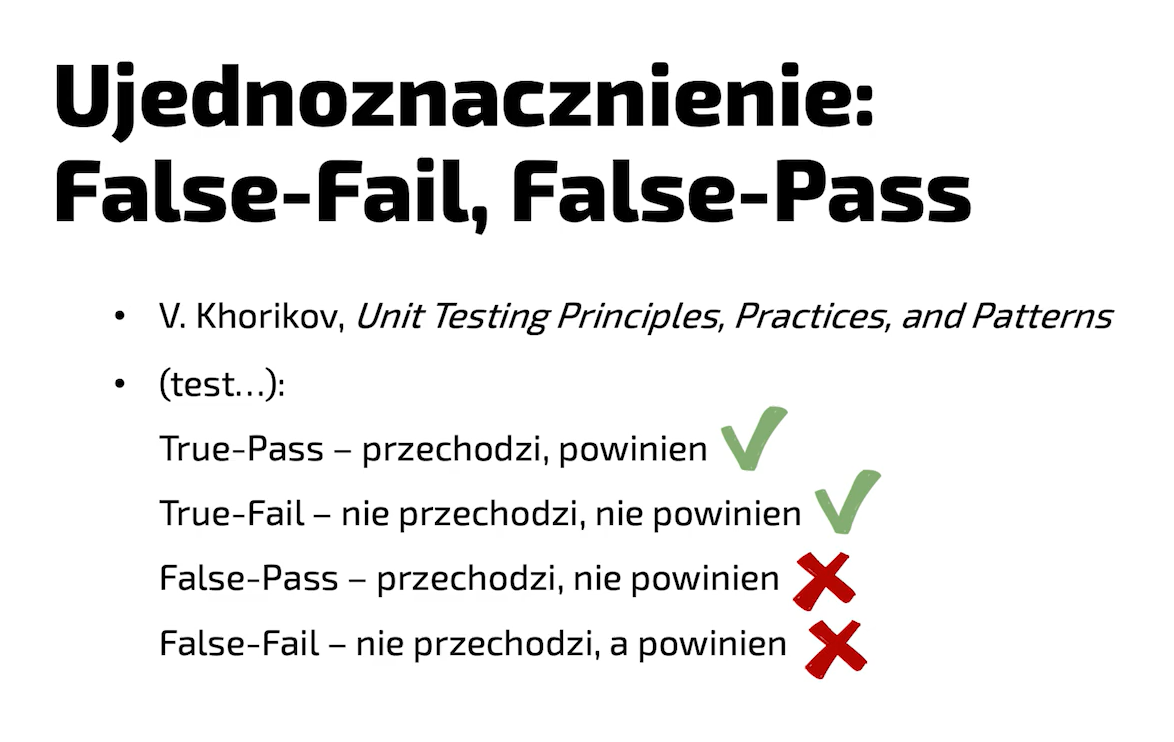 Ujednoznacznienie:
False-Fail, False-Pass
• V. Khorikov, Unit Testing Principles, Practices, and Patterns
• (test...):
True-Pass – przechodzi, powinien
True-Fail – nie przechodzi, nie powinien
False-Pass – przechodzi, nie powinien
False-Fail – nie przechodzi, a powinien